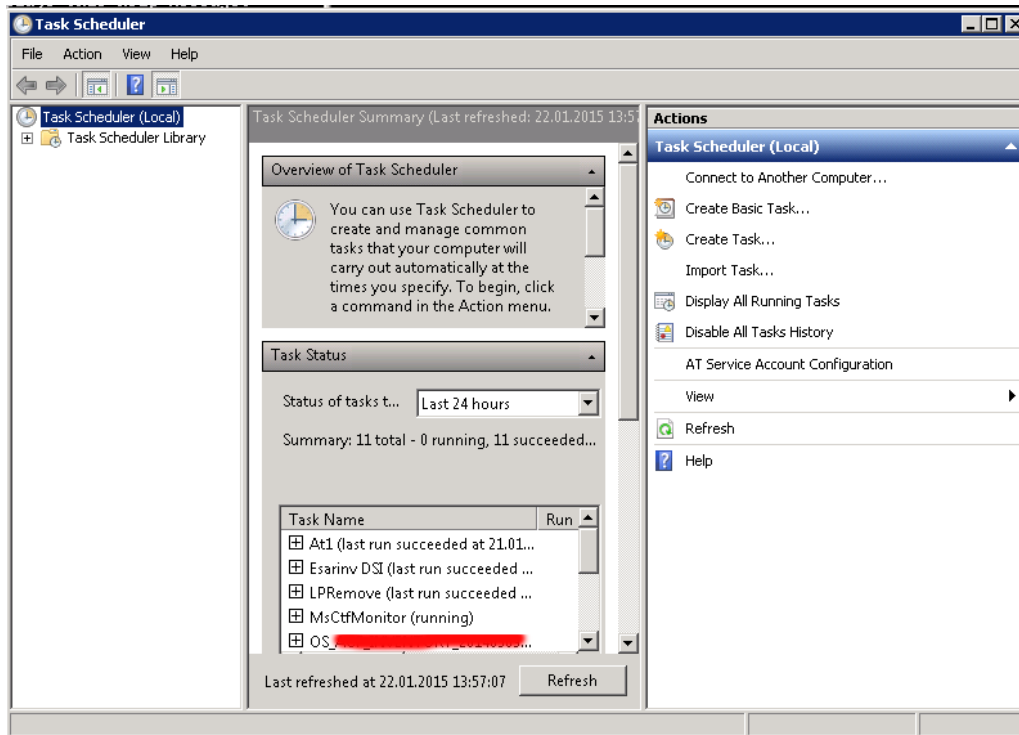 Task Scheduler
File Action View Help
Task Scheduler (Local)
Task Scheduler Library
Task Scheduler Summary (Last refreshed: 22.01.2015 13:57
Overview of Task Scheduler
You can use Task Scheduler to
create and manage common
tasks that your computer will
carry out automatically at the
times you specify. To begin, click
a command in the Action menu.
Task Status
Status of tasks t... Last 24 hours
Summary: 11 total - 0 running, 11 succeeded...
Task Name Run
At1 (last run succeeded at 21.01...
Esarinv DSI (last run succeeded ...
LPRemove (last run succeeded ...
MsCtfMonitor (running)
OS_
Last refreshed at 22.01.2015 13:57:07 Refresh
Actions
Task Scheduler (Local)
Connect to Another Computer...
Create Basic Task...
Create Task...
Import Task...
Display All Running Tasks
Disable All Tasks History
AT Service Account Configuration
View
Refresh
Help